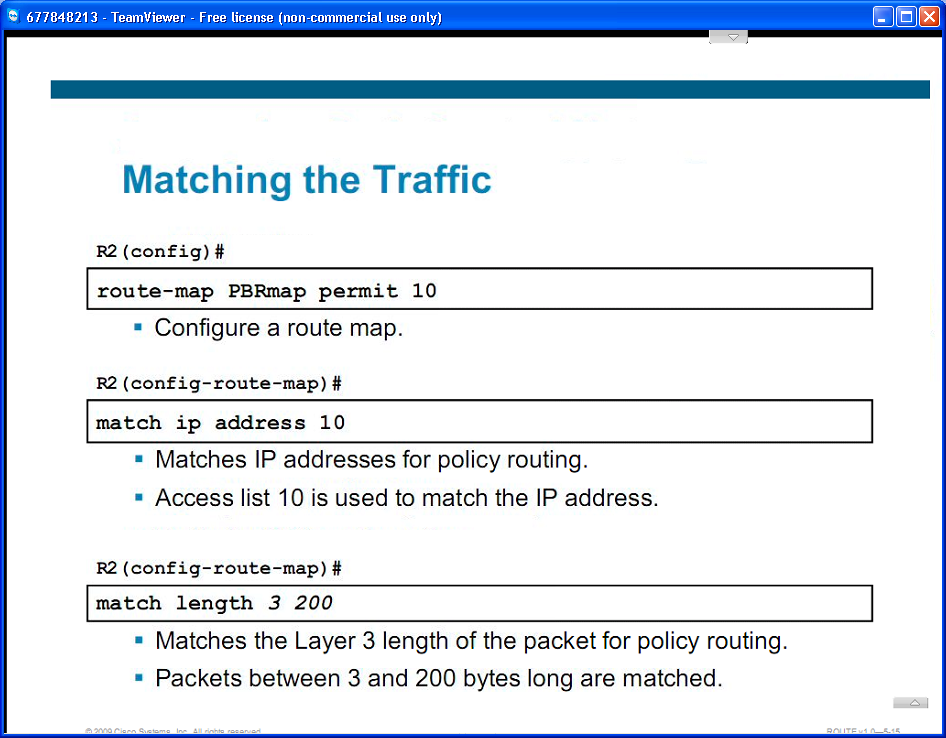 677848213 - TeamViewer - Free license (non-commercial use only)
Matching the Traffic
R2(config)#
route-map PBRmap permit 10
▪ Configure a route map.
R2(config-route-map)#
match ip address 10
▪ Matches IP addresses for policy routing.
▪ Access list 10 is used to match the IP address.
R2(config-route-map)#
match length 3 200
▪ Matches the Layer 3 length of the packet for policy routing.
▪ Packets between 3 and 200 bytes long are matched.
© 2009 Cisco Systems, Inc. All rights reserved.
ROUTE v1.0—5-15